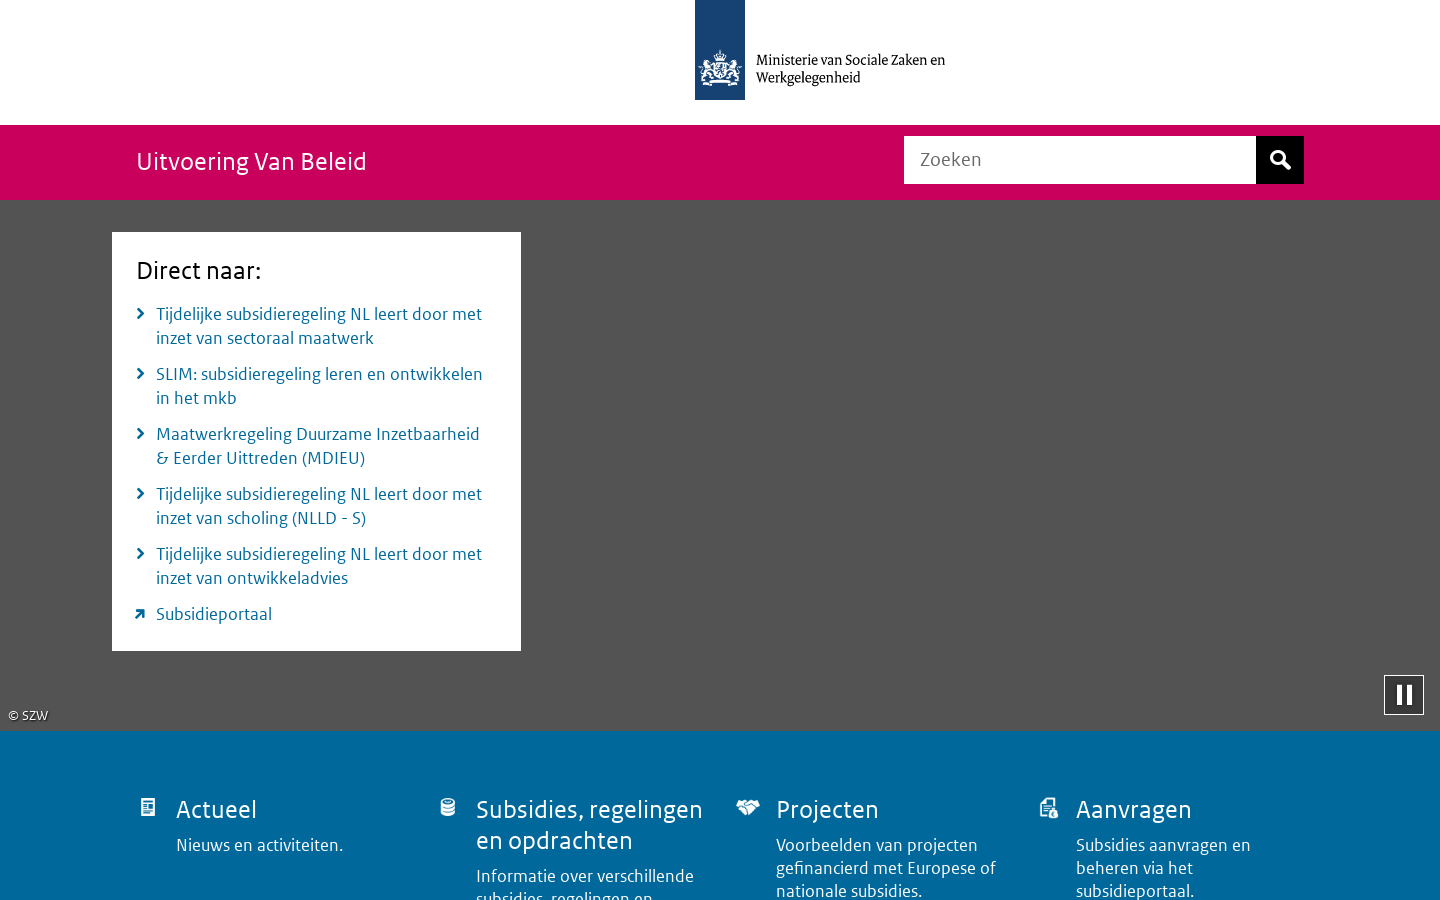 Ministerie van Sociale Zaken en
Werkgelegenheid
Uitvoering Van Beleid
Zoeken
Direct naar:
Tijdelijke subsidieregeling NL leert door met
inzet van sectoraal maatwerk
SLIM: subsidieregeling leren en ontwikkelen
in het mkb
Maatwerkregeling Duurzame Inzetbaarheid
& Eerder Uittreden (MDIEU)
Tijdelijke subsidieregeling NL leert door met
inzet van scholing (NLLD - S)
Tijdelijke subsidieregeling NL leert door met
inzet van ontwikkeladvies
Subsidieportaal
© SZW
Actueel
Nieuws en activiteiten.
Subsidies, regelingen
en opdrachten
Informatie over verschillende
subsidies, regelingen en
Projecten
Voorbeelden van projecten
gefinancierd met Europese of
nationale subsidies.
Aanvragen
Subsidies aanvragen en
beheren via het
subsidieportaal.